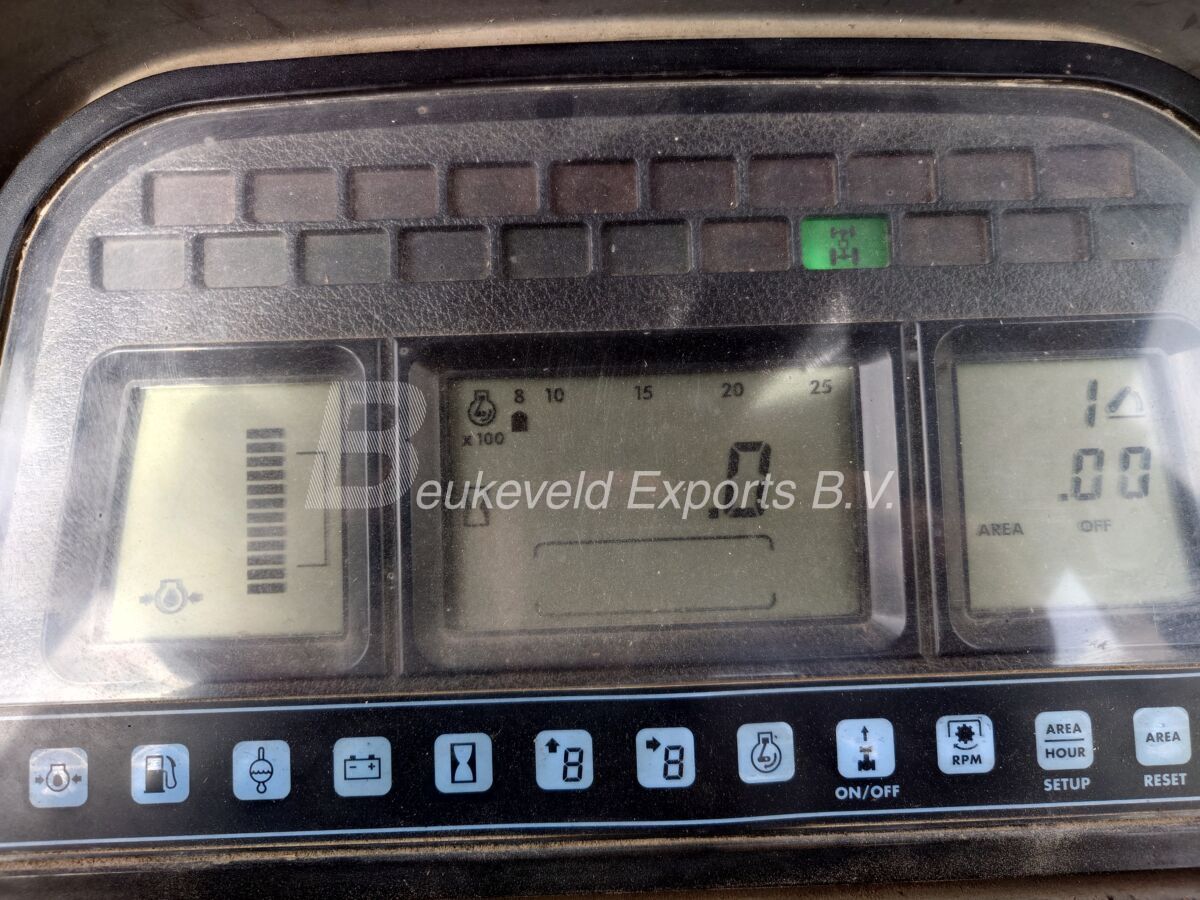 8 10 15 20 25
x 100
.0
1
.00
AREA OFF
Beukeveld Exports B.V.
8
8
RPM
AREA
HOUR
AREA
ON/OFF
SETUP
RESET